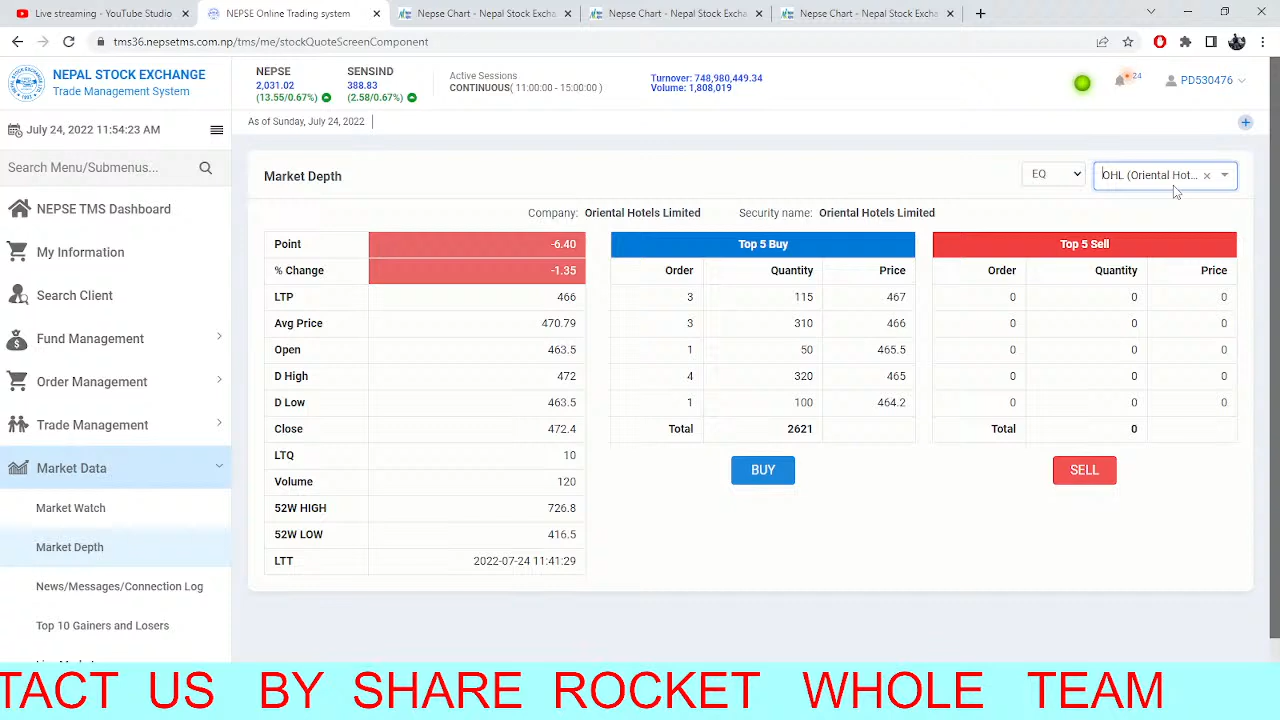 Live streaming - YouTube Studio
NEPSE Online Trading system
Nepse Chart - Nepal Stock Excha
Nepse Chart - Nepal Stock Excha
Nepse Chart - Nepal Stock Excha
tms36.nepsetms.com.np/tms/me/stockQuoteScreenComponent
NEPAL STOCK EXCHANGE
Trade Management System
NEPSE
2,031.02
(13.55/0.67%)
SENSIND
388.83
(2.58/0.67%)
Active Sessions
CONTINUOUS( 11:00:00 - 15:00:00 )
Turnover: 748,980,449.34
Volume: 1,808,019
24
PD530476
July 24, 2022 11:54:23 AM
As of Sunday, July 24, 2022
Search Menu/Submenus...
NEPSE TMS Dashboard
My Information
Search Client
Fund Management
Order Management
Trade Management
Market Data
Market Watch
Market Depth
News/Messages/Connection Log
Top 10 Gainers and Losers
Market Depth
EQ
OHL (Oriental Hot...
Company: Oriental Hotels Limited Security name: Oriental Hotels Limited
Point -6.40
% Change -1.35
LTP 466
Avg Price 470.79
Open 463.5
D High 472
D Low 463.5
Close 472.4
LTQ 10
Volume 120
52W HIGH 726.8
52W LOW 416.5
LTT 2022-07-24 11:41:29
Top 5 Buy
Order Quantity Price
3 115 467
3 310 466
1 50 465.5
4 320 465
1 100 464.2
Total 2621
BUY
Top 5 Sell
Order Quantity Price
0 0 0
0 0 0
0 0 0
0 0 0
0 0 0
Total 0
SELL
TACT US BY SHARE ROCKET WHOLE TEAM